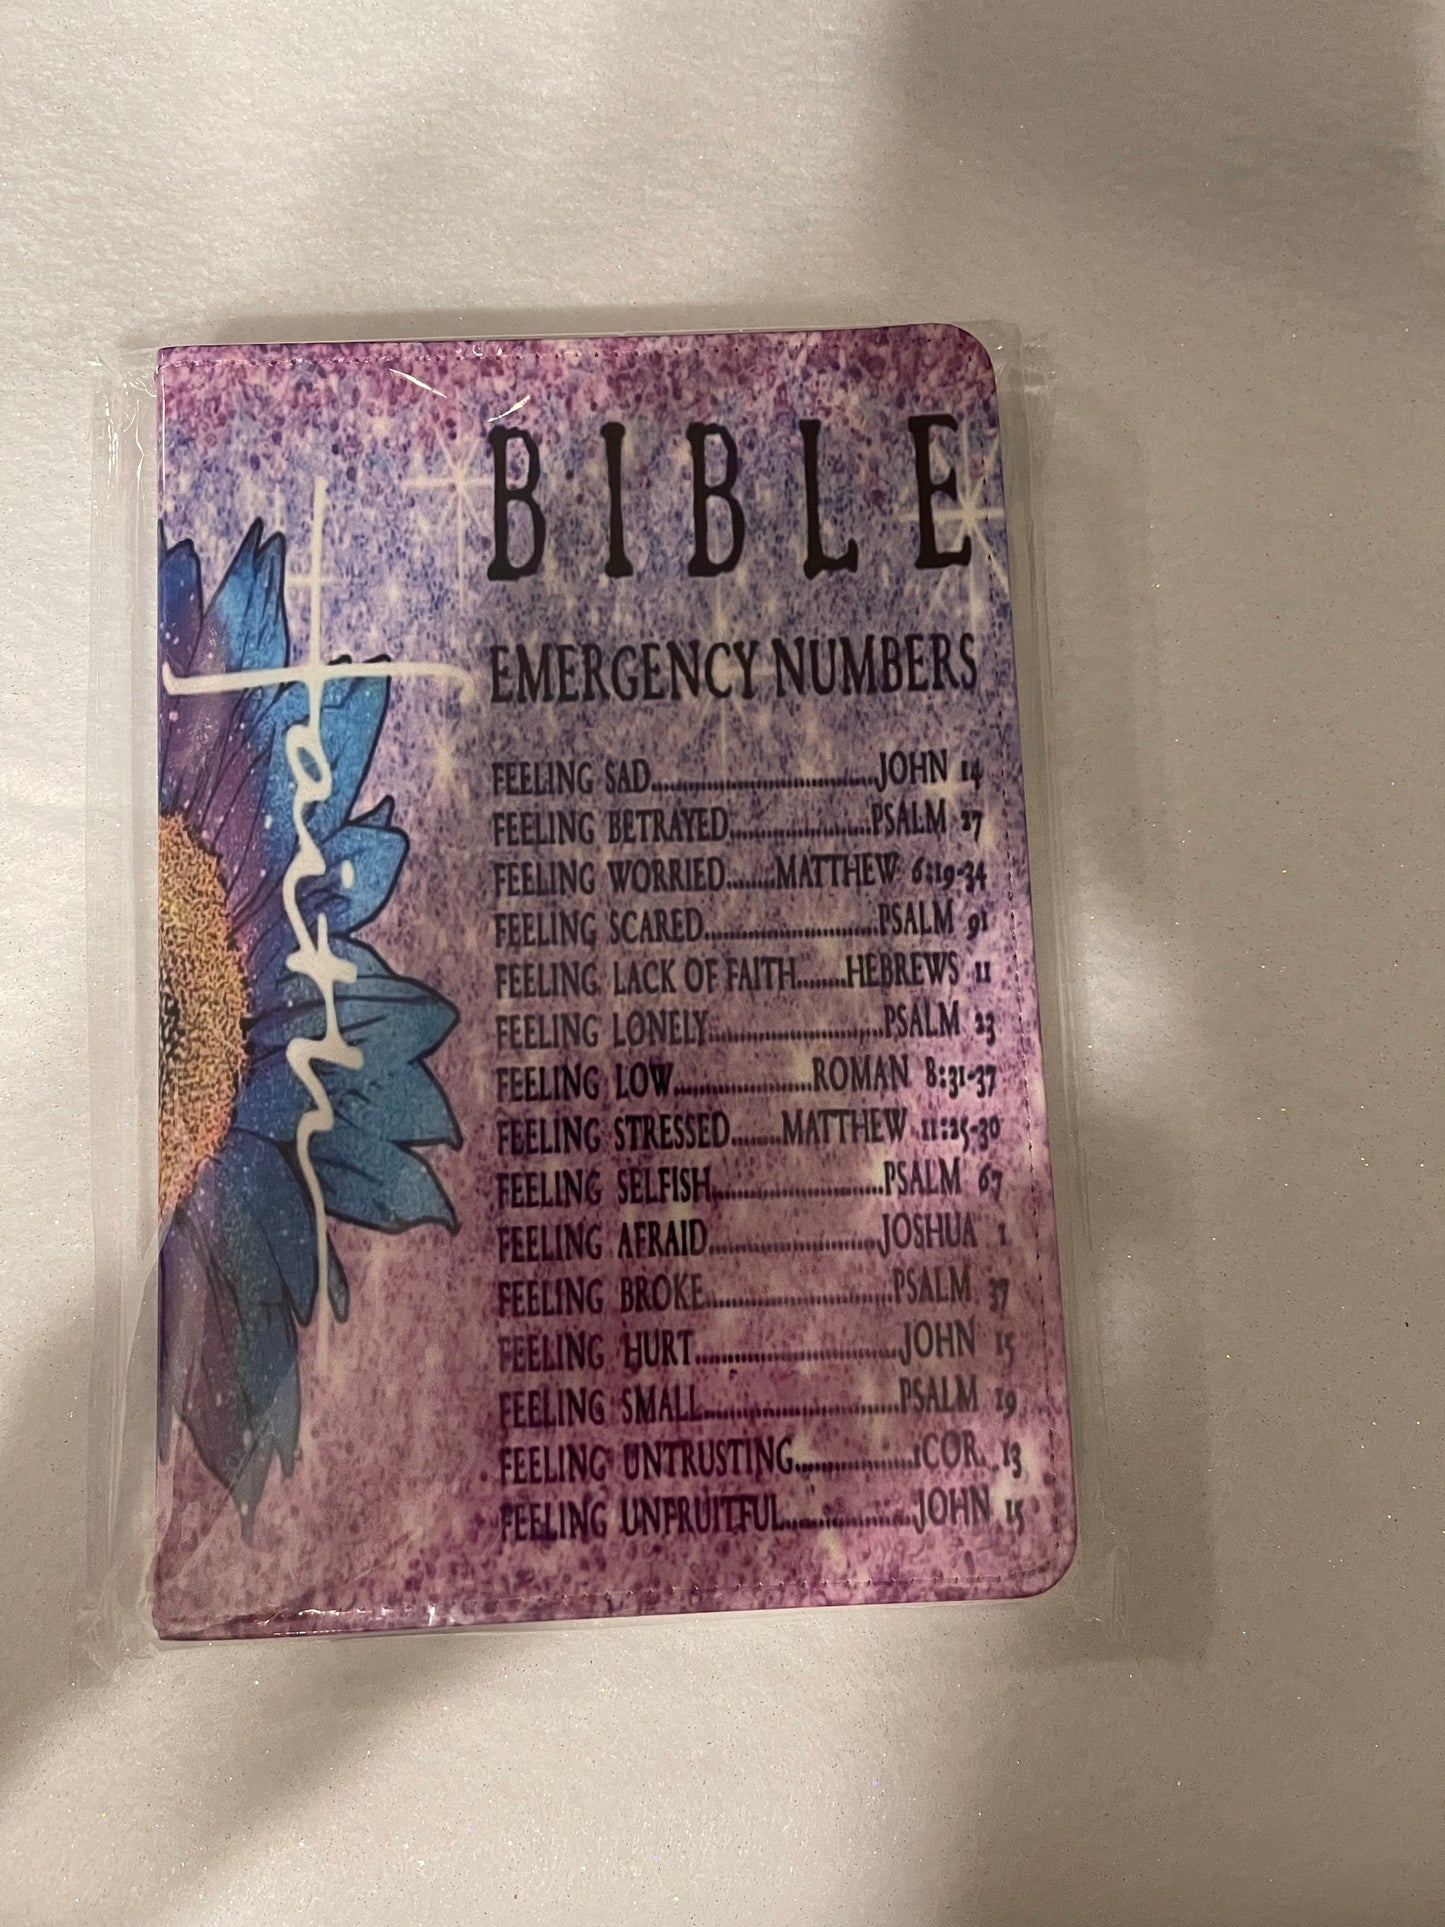 Faith
BIBLE
EMERGENCY NUMBERS
FEELING SAD................................JOHN 14
FEELING BETRAYED.....................PSALM 27
FEELING WORRIED.......MATTHEW 6:19-34
FEELING SCARED..........................PSALM 91
FEELING LACK OF FAITH.......HEBREWS 11
FEELING LONELY..........................PSALM 23
FEELING LOW....................ROMAN 8:31-37
FEELING STRESSED.......MATTHEW 11:25-30
FEELING SELFISH.........................PSALM 67
FEELING AFRAID.........................JOSHUA 1
FEELING BROKE...........................PSALM 37
FEELING HURT..............................JOHN 15
FEELING SMALL............................PSALM 19
FEELING UNTRUSTING.................1COR. 13
FEELING UNFRUITFUL..................JOHN 15